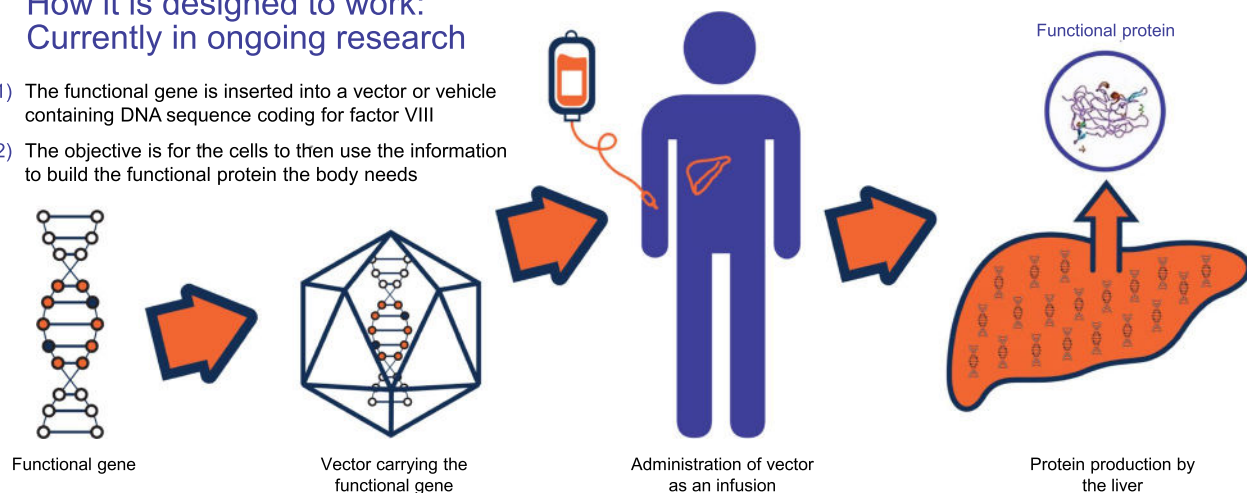 How it is designed to work:
Currently in ongoing research
1) The functional gene is inserted into a vector or vehicle
containing DNA sequence coding for factor VIII
2) The objective is for the cells to then use the information
to build the functional protein the body needs
Functional protein
Functional gene
Vector carrying the
functional gene
Administration of vector
as an infusion
Protein production by
the liver